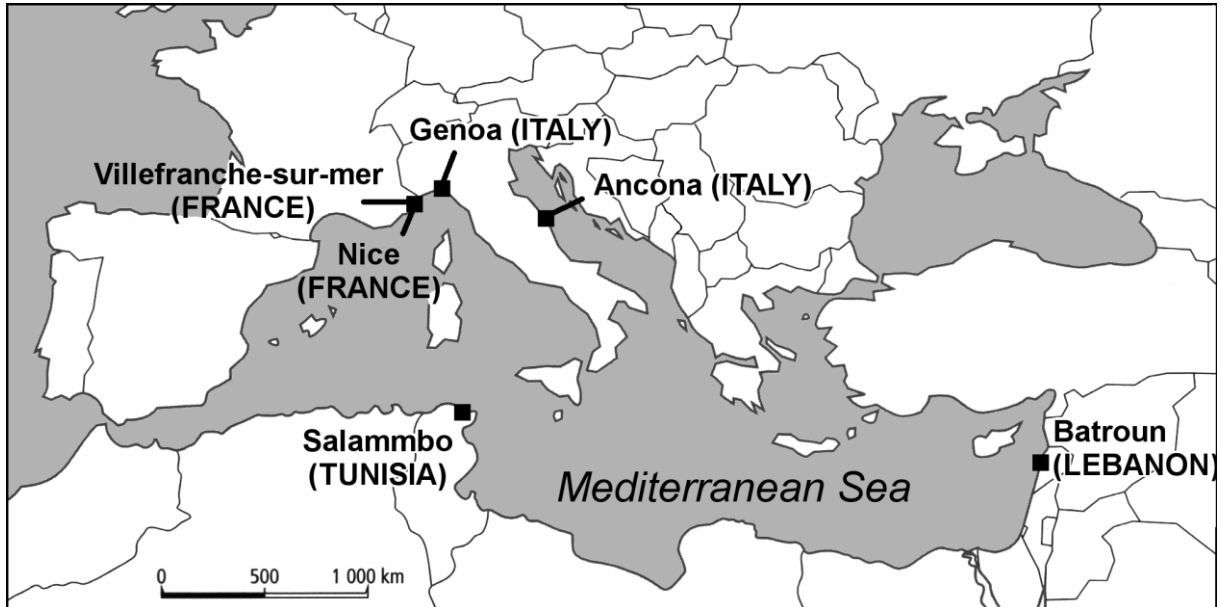 Genoa (ITALY)
Villefranche-sur-mer
(FRANCE)
Ancona (ITALY)
Nice
(FRANCE)
Salammbo
(TUNISIA)
Batroun
(LEBANON)
Mediterranean Sea
0 500 1 000 km